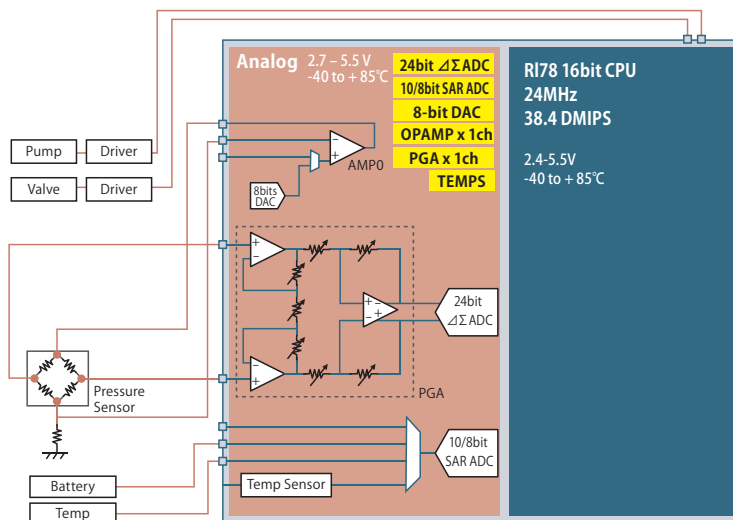 Analog
2.7 – 5.5 V
-40 to + 85℃
24bit ⊿Σ ADC
10/8bit SAR ADC
8-bit DAC
OPAMP x 1ch
PGA x 1ch
TEMPS
Rl78 16bit CPU
24MHz
38.4 DMIPS
2.4-5.5V
-40 to + 85℃
Pump
Driver
Valve
Driver
−
+
AMP0
8bits
DAC
+
−
−
+
+ −
− +
24bit
⊿Σ ADC
PGA
Pressure
Sensor
10/8bit
SAR ADC
Battery
Temp Sensor
Temp